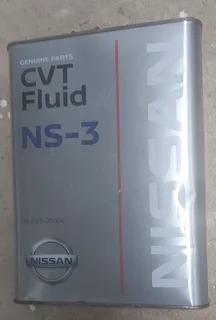 GENUINE PARTS
CVT
Fluid
NS-3
NISSAN
NISSAN